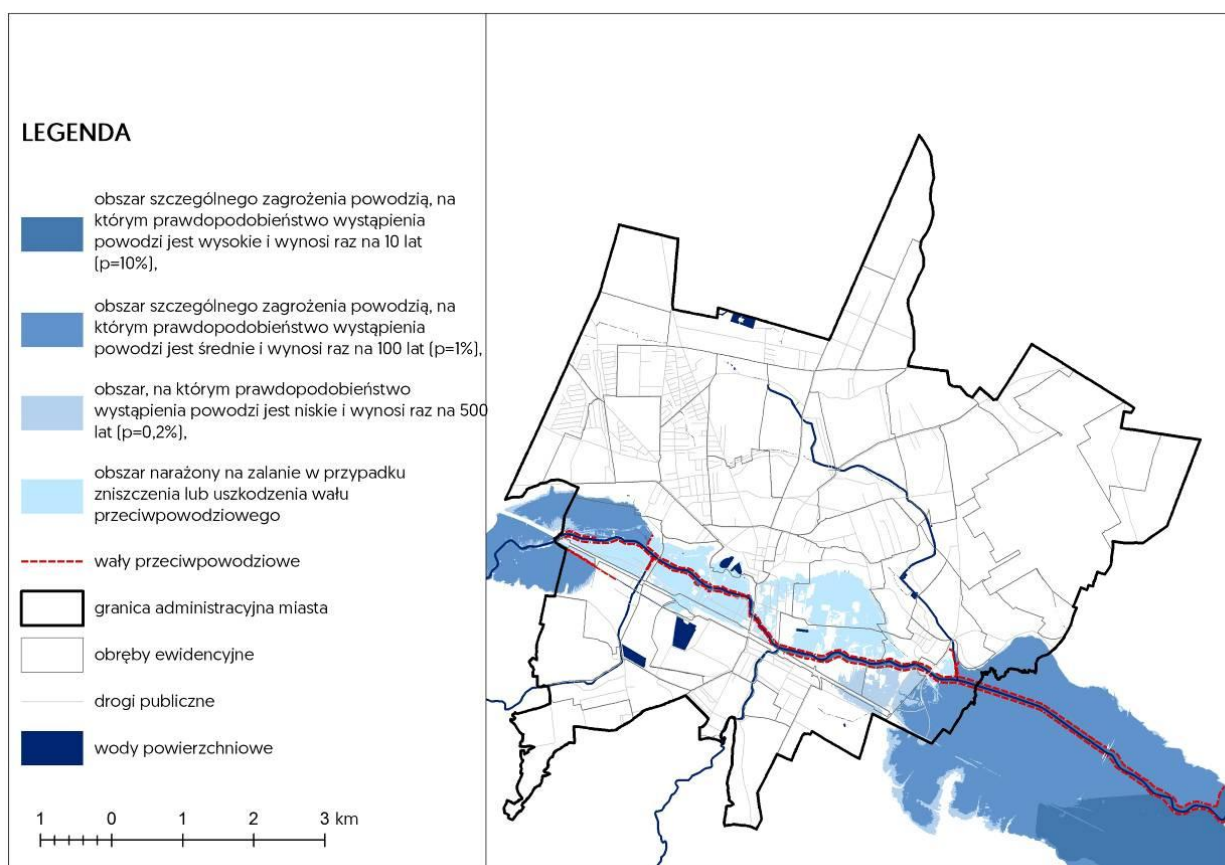 LEGENDA
obszar szczególnego zagrożenia powodzią, na
którym prawdopodobieństwo wystąpienia
powodzi jest wysokie i wynosi raz na 10 lat
(p=10%),
obszar szczególnego zagrożenia powodzią, na
którym prawdopodobieństwo wystąpienia
powodzi jest średnie i wynosi raz na 100 lat (p=1%),
obszar, na którym prawdopodobieństwo
wystąpienia powodzi jest niskie i wynosi raz na 500
lat (p=0,2%),
obszar narażony na zalanie w przypadku
zniszczenia lub uszkodzenia wału
przeciwpowodziowego
wały przeciwpowodziowe
granica administracyjna miasta
obręby ewidencyjne
drogi publiczne
wody powierzchniowe
1 0 1 2 3 km